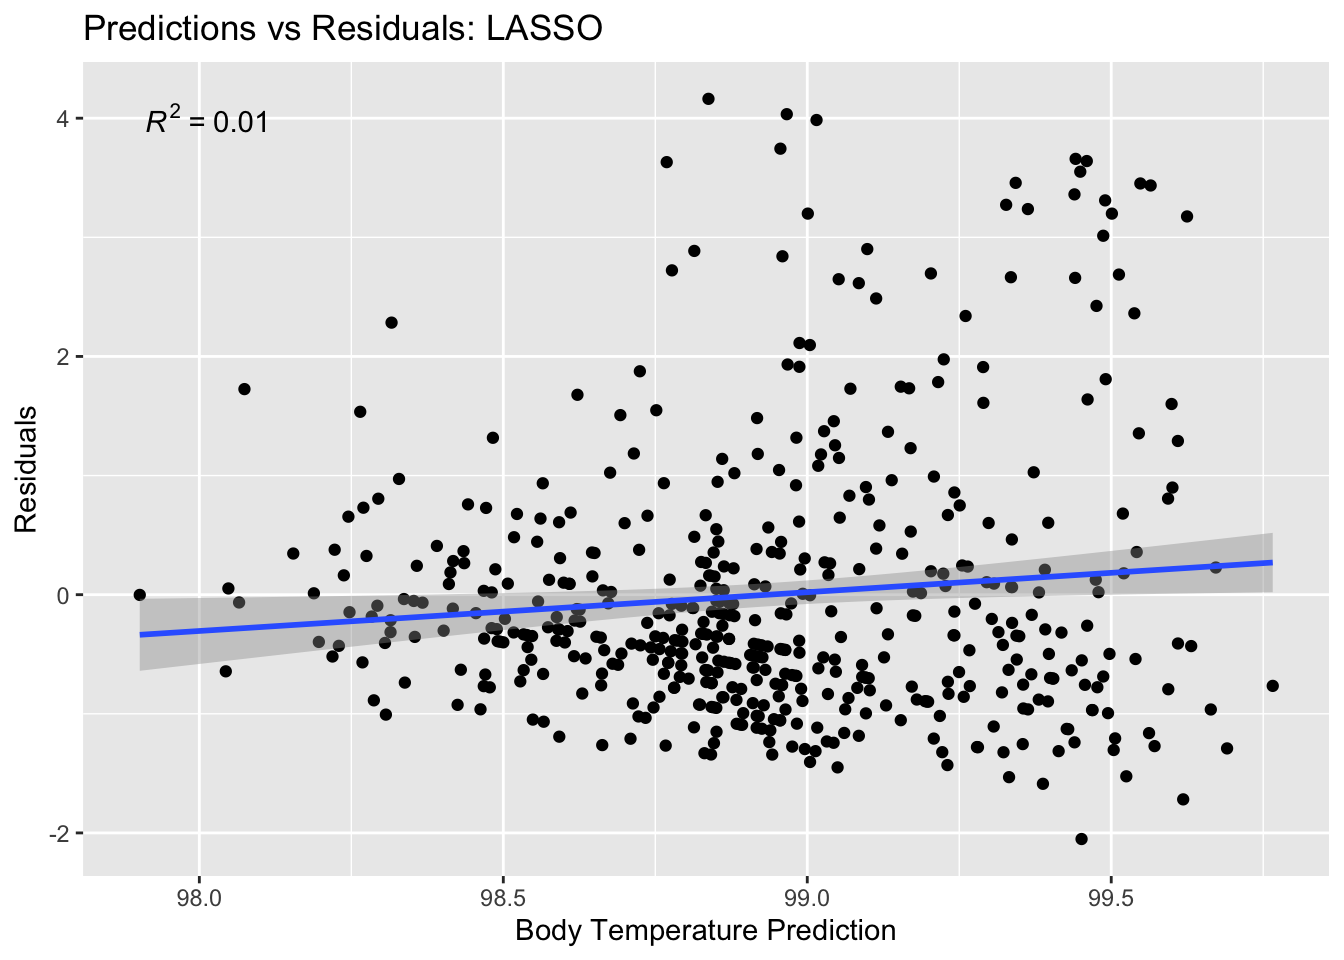 Predictions vs Residuals: LASSO
R² = 0.01
4
2
0
-2
Residuals
98.0 98.5 99.0 99.5
Body Temperature Prediction